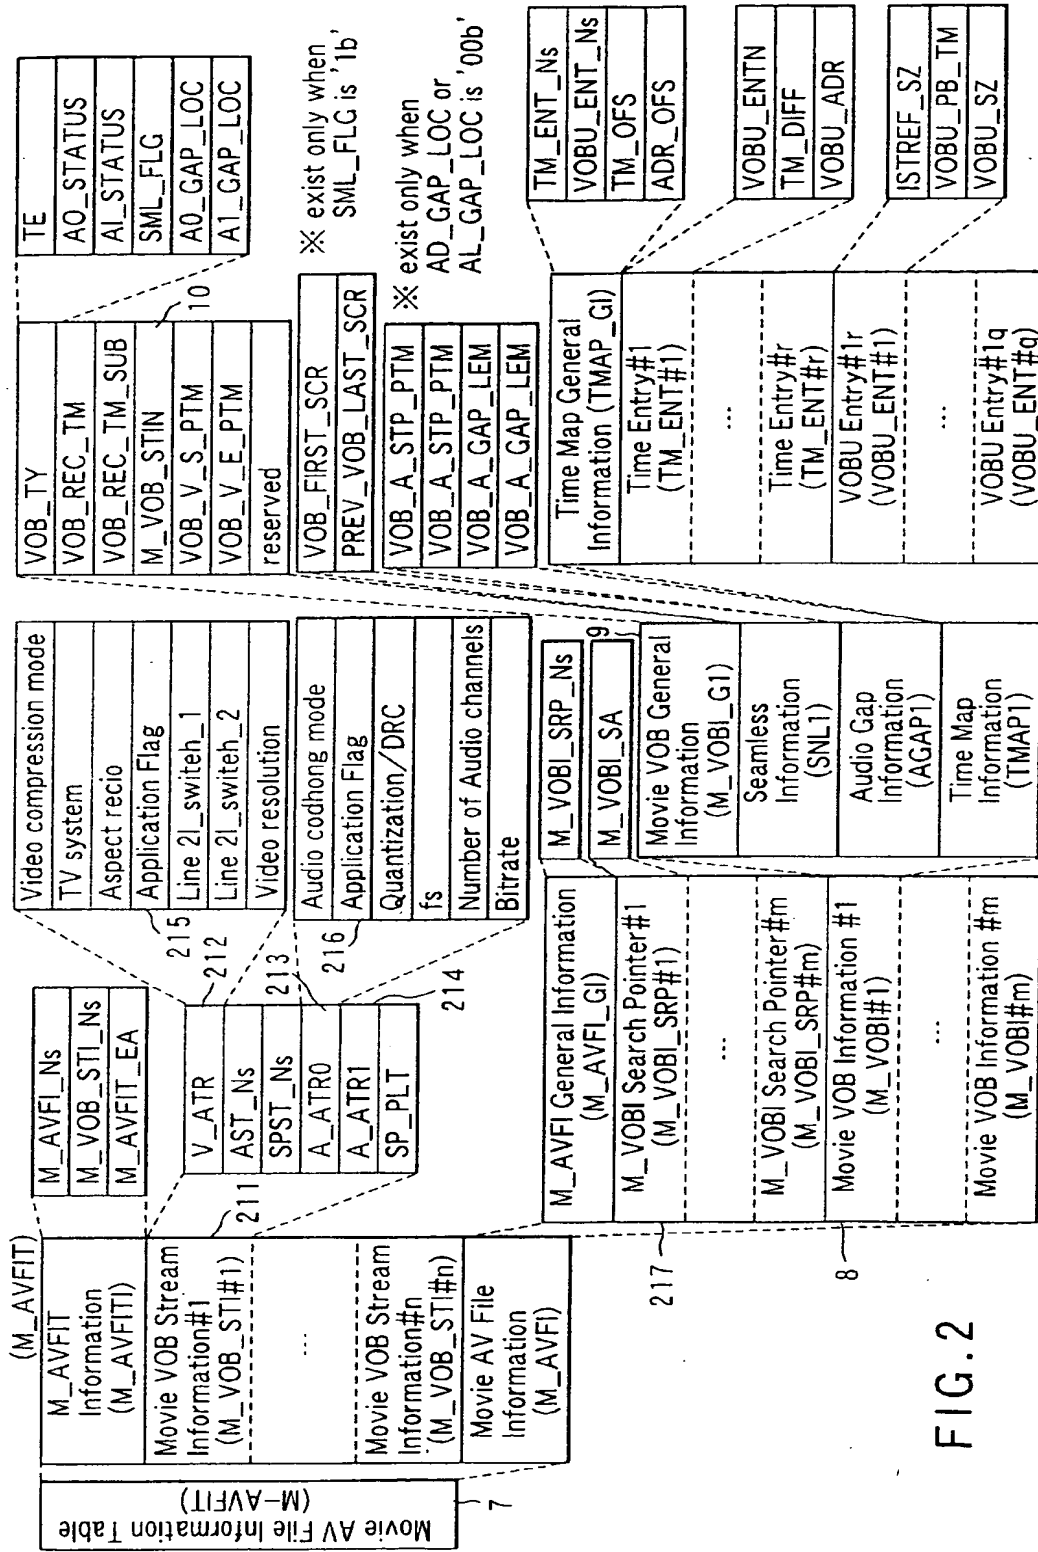 Movie AV File Information Table
(M-AVFIT)
7
(M_AVFIT)
M_AVFIT
Information
(M_AVFITI)
Movie VOB Stream
Information#1
(M_VOB_STI#1)
...
Movie VOB Stream
Information#n
(M_VOB_STI#n)
Movie AV File
Information
(M_AVFI)
211
M_AVFI_Ns
M_VOB_STI_Ns
M_AVFIT_EA
V_ATR
AST_Ns
SPST_Ns
A_ATR0
A_ATR1
SP_PLT
212
213
214
Video compression mode
TV system
Aspect recio
Application Flag
Line 2l_switeh_1
Line 2l_switeh_2
Video resolution
215
Audio codhong mode
Application Flag
Quantization/DRC
fs
Number of Audio channels
Bitrate
216
M_AVFI General Information
(M_AVFI_GI)
M_VOBI Search Pointer#1
(M_VOBI_SRP#1)
...
M_VOBI Search Pointer#m
(M_VOBI_SRP#m)
Movie VOB Information #1
(M_VOBI#1)
...
Movie VOB Information #m
(M_VOBI#m)
217
8
M_VOBI_SRP_Ns
M_VOBI_SA
9
Movie VOB General
Information
(M_VOBI_G1)
Seamless
Information
(SNL1)
Audio Gap
Information
(AGAP1)
Time Map
Information
(TMAP1)
VOB_TY
VOB_REC_TM
VOB_REC_TM_SUB
M_VOB_STIN
VOB_V_S_PTM
VOB_V_E_PTM
reserved
10
TE
AO_STATUS
AI_STATUS
SML_FLG
A0_GAP_LOC
A1_GAP_LOC
VOB_FIRST_SCR
PREV_VOB_LAST_SCR
※ exist only when
SML_FLG is '1b'
VOB_A_STP_PTM
VOB_A_STP_PTM
VOB_A_GAP_LEM
VOB_A_GAP_LEM
※ exist only when
AD_GAP_LOC or
AL_GAP_LOC is '00b'
Time Map General
Information (TMAP_GI)
Time Entry#1
(TM_ENT#1)
...
Time Entry#r
(TM_ENT#r)
VOBU Entry#1r
(VOBU_ENT#1)
...
VOBU Entry#1q
(VOBU_ENT#q)
TM_ENT_Ns
VOBU_ENT_Ns
TM_OFS
ADR_OFS
VOBU_ENTN
TM_DIFF
VOBU_ADR
ISTREF_SZ
VOBU_PB_TM
VOBU_SZ
FIG.2